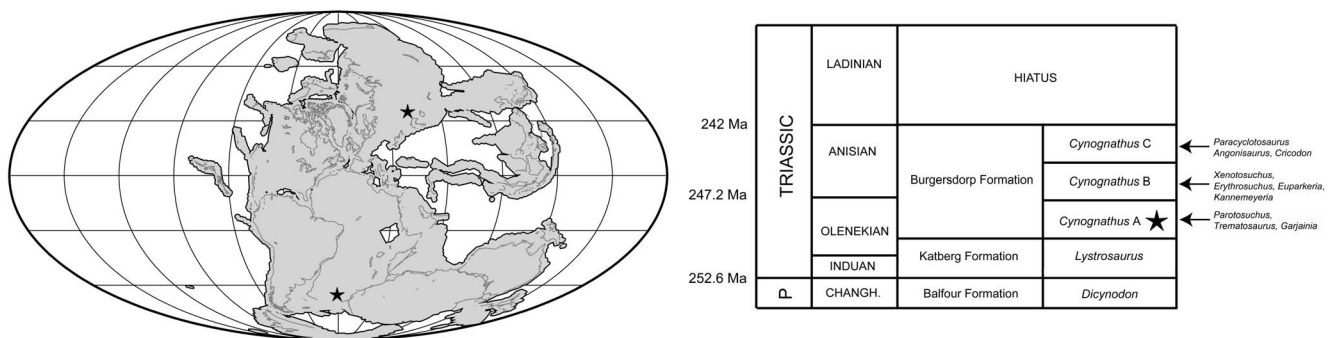 TRIASSIC
LADINIAN
HIATUS
242 Ma
ANISIAN
Burgersdorp Formation
Cynognathus C
Paracyclotosaurus
Angonisaurus, Cricodon
Cynognathus B
Xenotosuchus,
Erythrosuchus, Euparkeria,
Kannemeyeria
247.2 Ma
OLENEKIAN
Cynognathus A
Parotosuchus,
Trematosaurus, Garjainia
INDUAN
Katberg Formation
Lystrosaurus
252.6 Ma
P
CHANGH.
Balfour Formation
Dicynodon